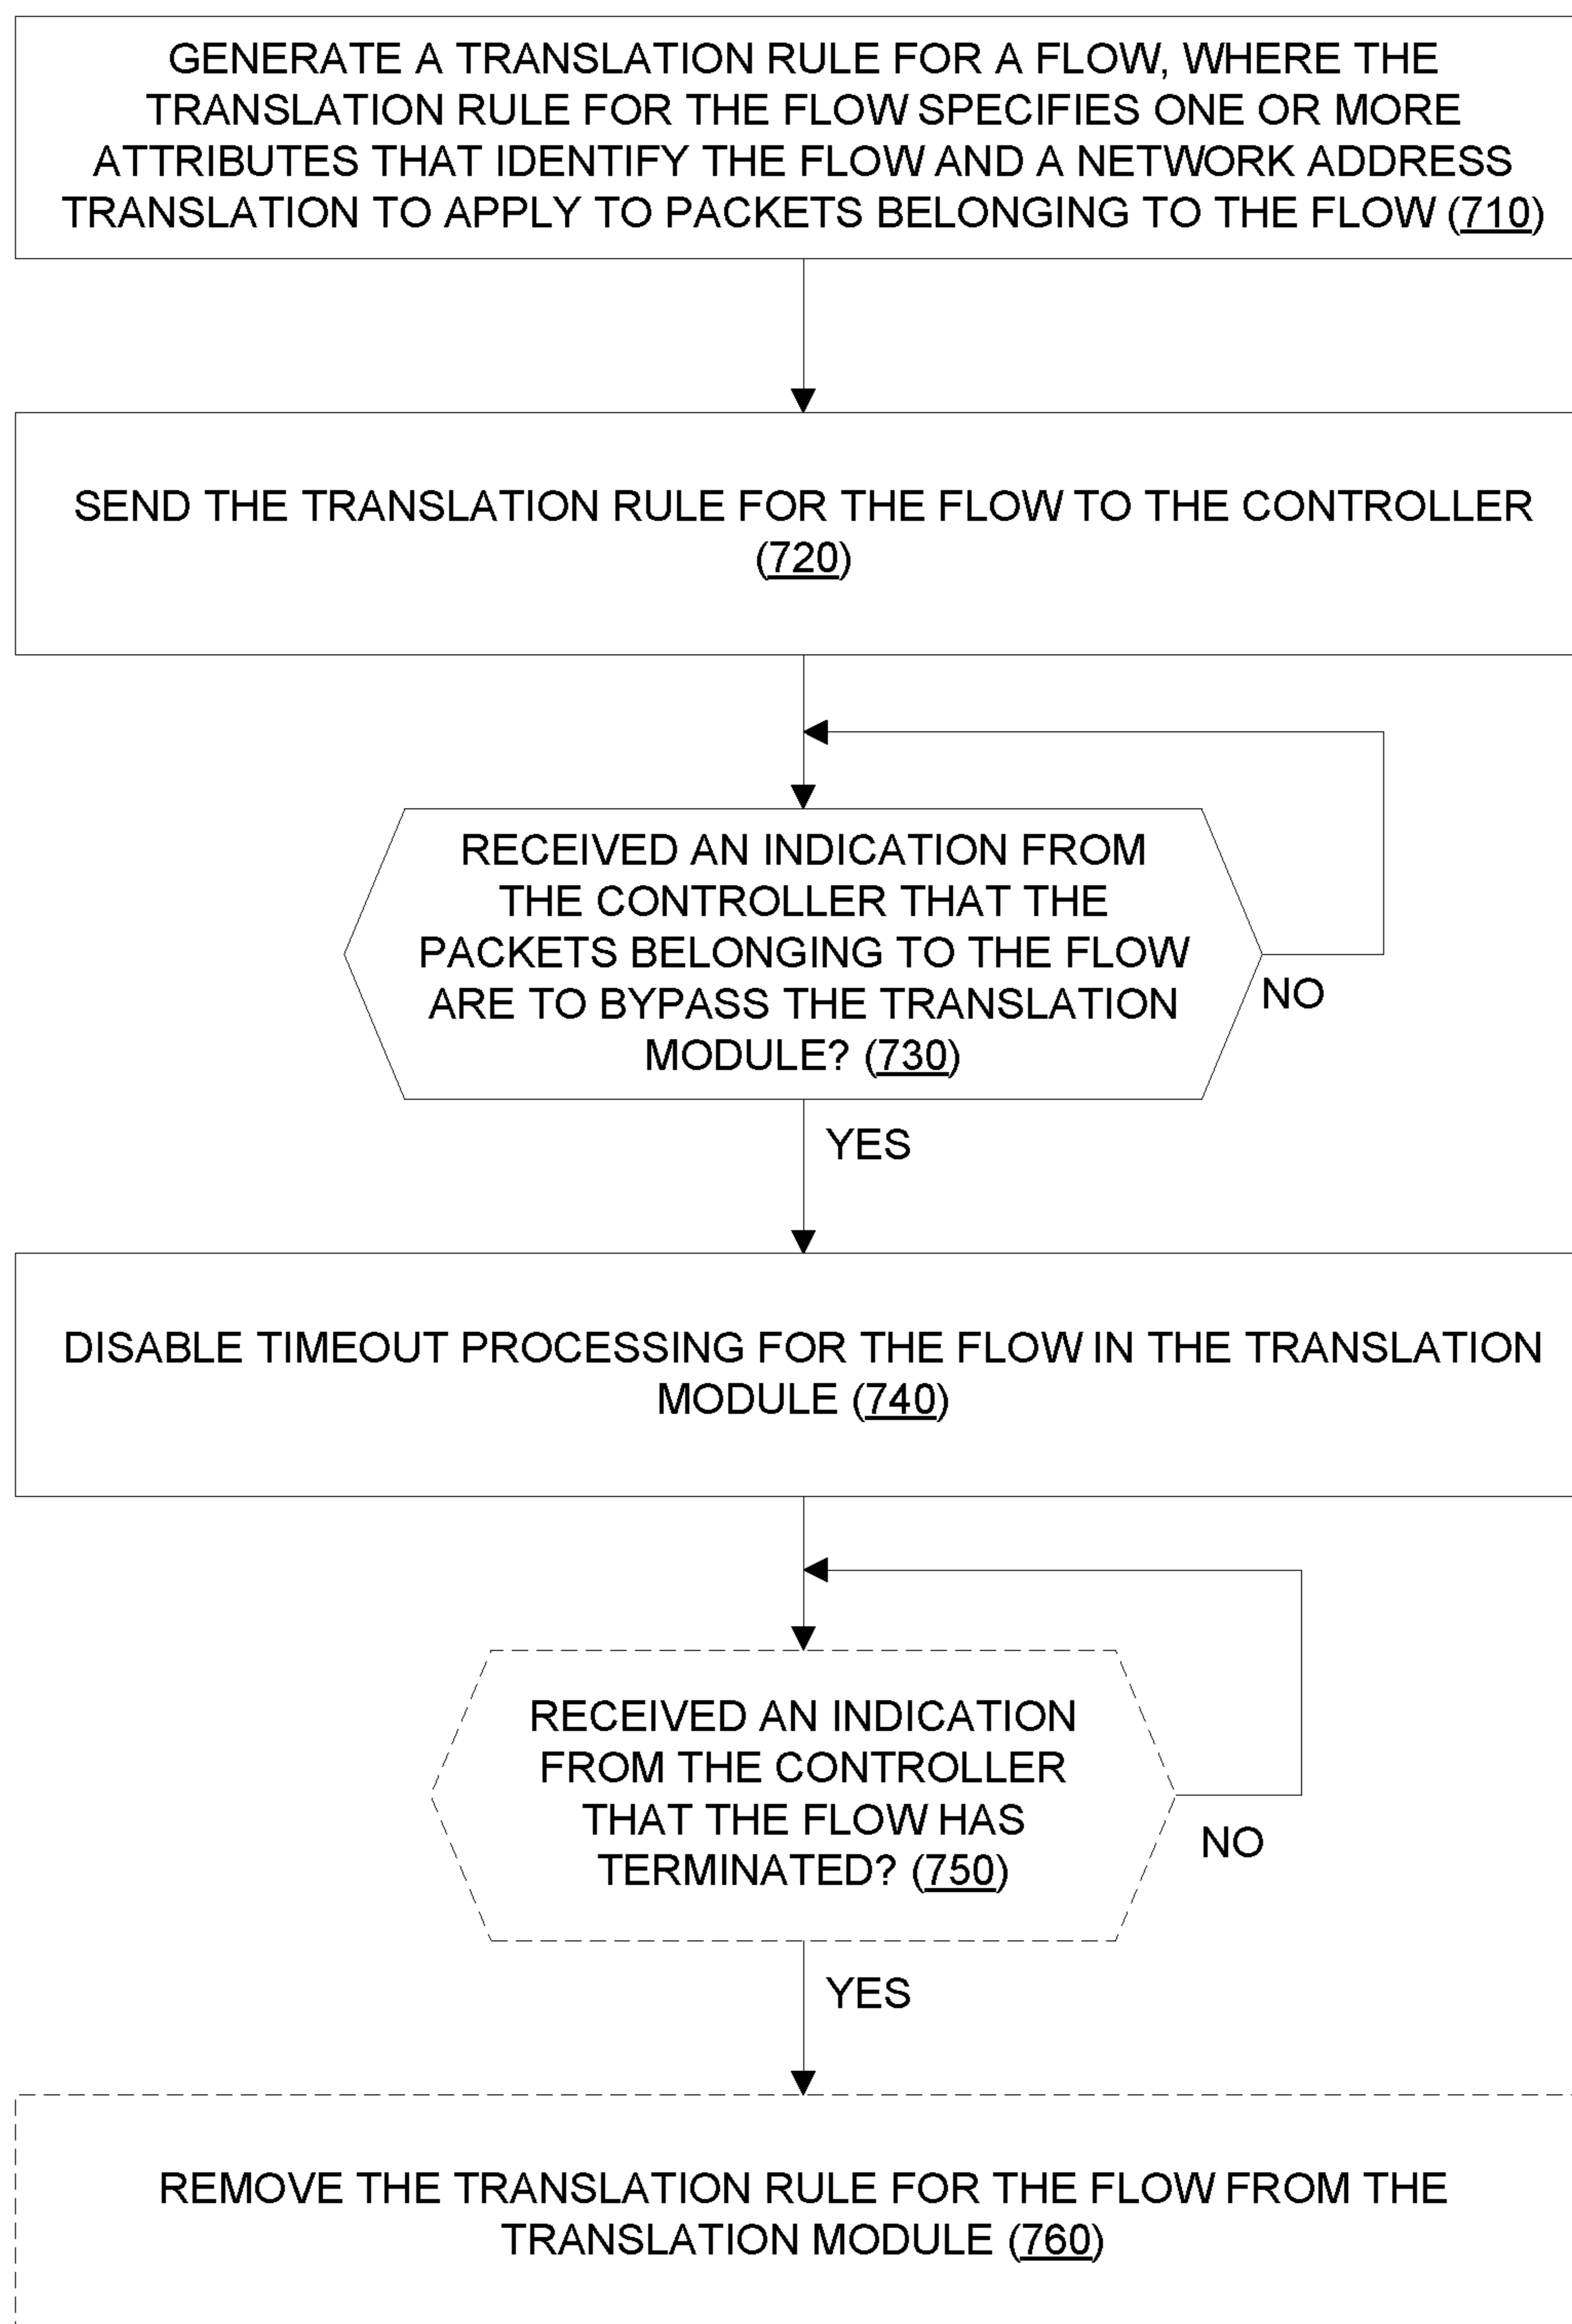 GENERATE A TRANSLATION RULE FOR A FLOW, WHERE THE
TRANSLATION RULE FOR THE FLOW SPECIFIES ONE OR MORE
ATTRIBUTES THAT IDENTIFY THE FLOW AND A NETWORK ADDRESS
TRANSLATION TO APPLY TO PACKETS BELONGING TO THE FLOW (710)
SEND THE TRANSLATION RULE FOR THE FLOW TO THE CONTROLLER
(720)
RECEIVED AN INDICATION FROM
THE CONTROLLER THAT THE
PACKETS BELONGING TO THE FLOW
ARE TO BYPASS THE TRANSLATION
MODULE? (730)
NO
YES
DISABLE TIMEOUT PROCESSING FOR THE FLOW IN THE TRANSLATION
MODULE (740)
RECEIVED AN INDICATION
FROM THE CONTROLLER
THAT THE FLOW HAS
TERMINATED? (750)
NO
YES
REMOVE THE TRANSLATION RULE FOR THE FLOW FROM THE
TRANSLATION MODULE (760)